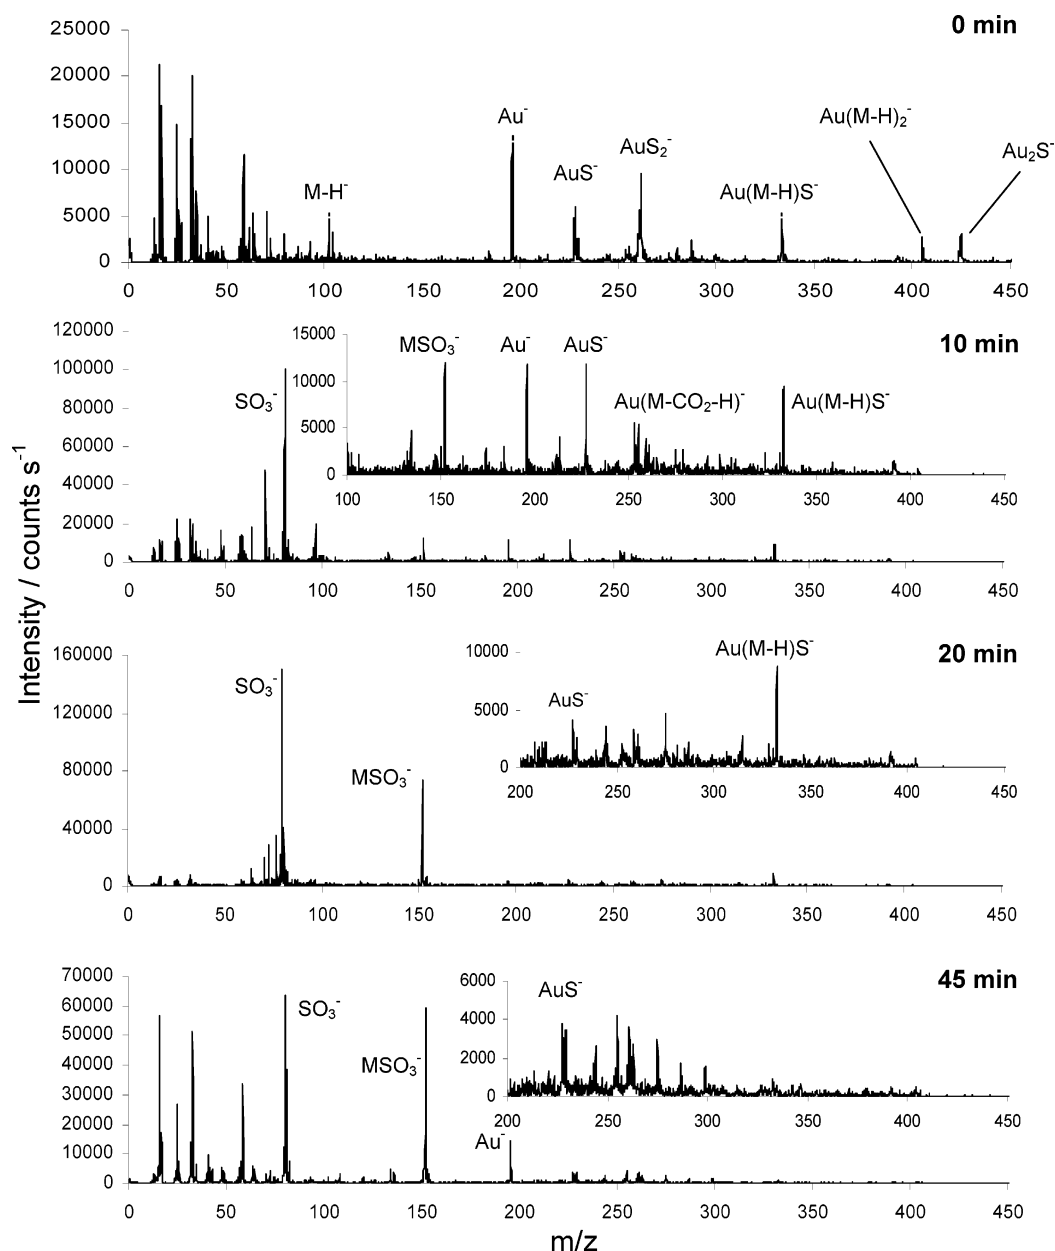 0 min
25000
20000
15000
10000
5000
0
M-H⁻
Au⁻
AuS⁻
AuS₂⁻
Au(M-H)S⁻
Au(M-H)₂⁻
Au₂S⁻
0 50 100 150 200 250 300 350 400 450
10 min
120000
100000
80000
60000
40000
20000
0
SO₃⁻
15000
10000
5000
0
MSO₃⁻ Au⁻ AuS⁻
Au(M-CO₂-H)⁻ Au(M-H)S⁻
100 150 200 250 300 350 400 450
0 50 100 150 200 250 300 350 400 450
20 min
160000
120000
80000
40000
0
SO₃⁻
MSO₃⁻
10000
5000
0
AuS⁻
Au(M-H)S⁻
200 250 300 350 400 450
0 50 100 150 200 250 300 350 400 450
45 min
70000
60000
50000
40000
30000
20000
10000
0
SO₃⁻
MSO₃⁻
Au⁻
6000
4000
2000
0
AuS⁻
200 250 300 350 400 450
0 50 100 150 200 250 300 350 400 450
Intensity / counts s⁻¹
m/z